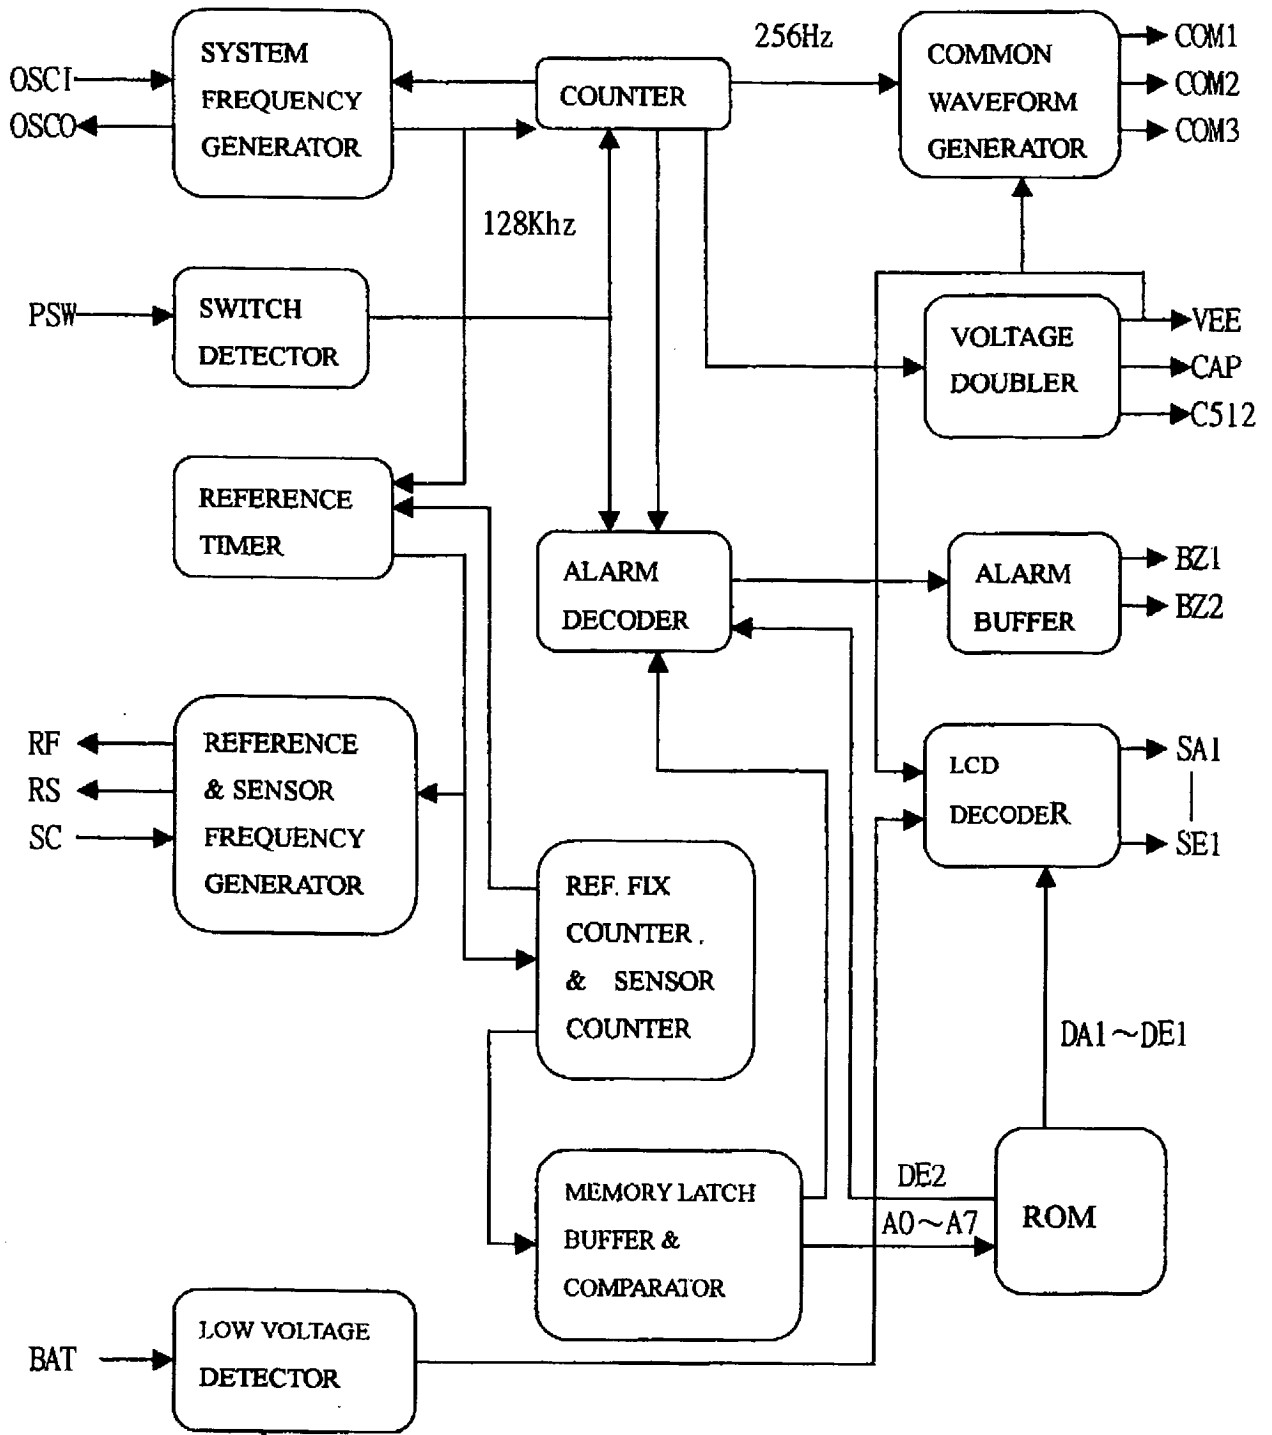 OSCI
OSCO
SYSTEM
FREQUENCY
GENERATOR
COUNTER
256Hz
COMMON
WAVEFORM
GENERATOR
COM1
COM2
COM3
128Khz
PSW
SWITCH
DETECTOR
VOLTAGE
DOUBLER
VEE
CAP
C512
REFERENCE
TIMER
ALARM
DECODER
ALARM
BUFFER
BZ1
BZ2
RF
RS
SC
REFERENCE
& SENSOR
FREQUENCY
GENERATOR
LCD
DECODER
SA1
SE1
REF. FIX
COUNTER .
& SENSOR
COUNTER
DA1～DE1
MEMORY LATCH
BUFFER &
COMPARATOR
DE2
A0～A7
ROM
BAT
LOW VOLTAGE
DETECTOR